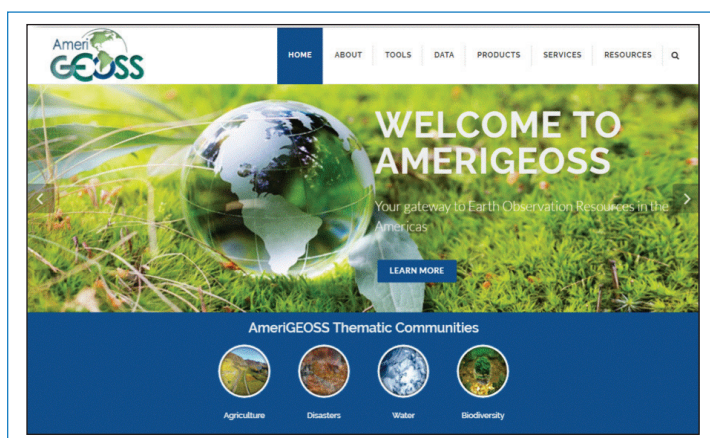 Ameri
GEOSS
HOME ABOUT TOOLS DATA PRODUCTS SERVICES RESOURCES
WELCOME TO
AMERIGEOSS
Your gateway to Earth Observation Resources in the
Americas
LEARN MORE
AmeriGEOSS Thematic Communities
Agriculture Disasters Water Biodiversity